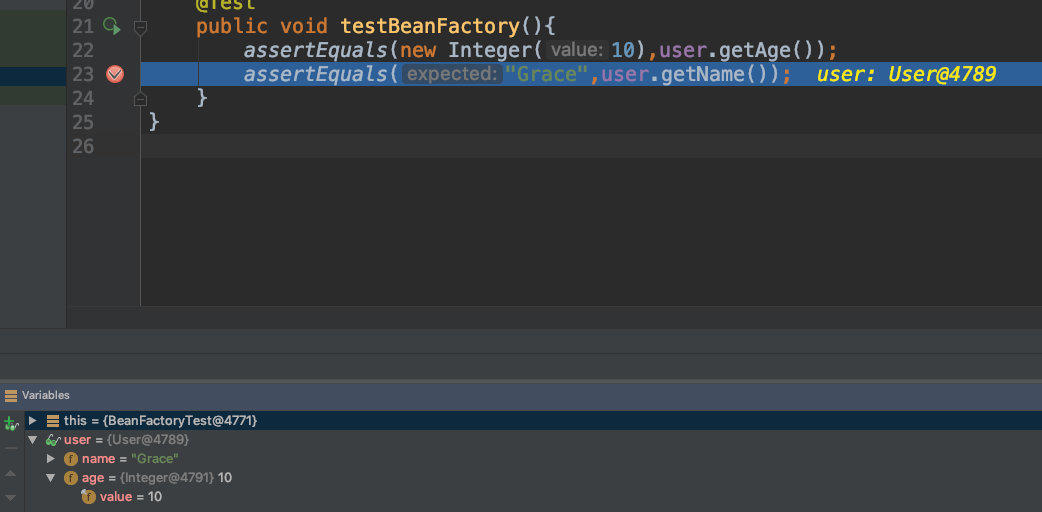 20 @Test
21 public void testBeanFactory(){
22 assertEquals(new Integer( value: 10),user.getAge());
23 assertEquals( expected: "Grace",user.getName()); user: User@4789
24 }
25 }
26
Variables
this = {BeanFactoryTest@4771}
user = {User@4789}
f name = "Grace"
f age = {Integer@4791} 10
f value = 10